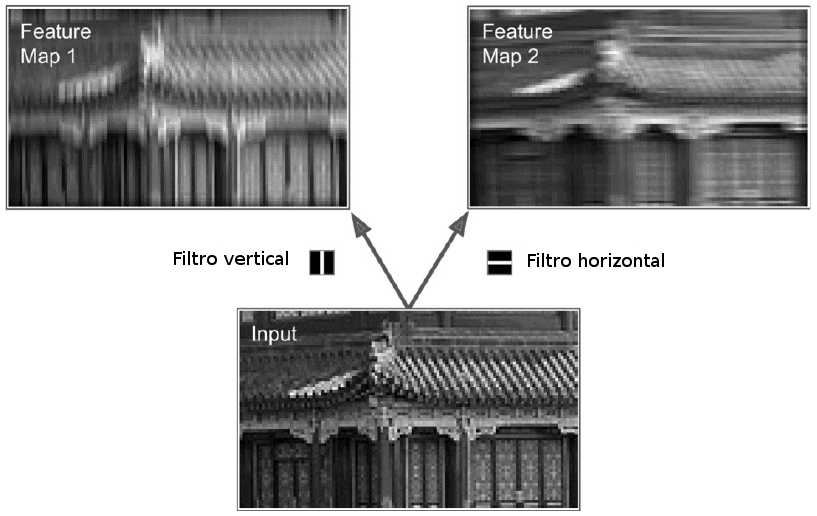 Feature
Map 1
Feature
Map 2
Filtro vertical
Filtro horizontal
Input